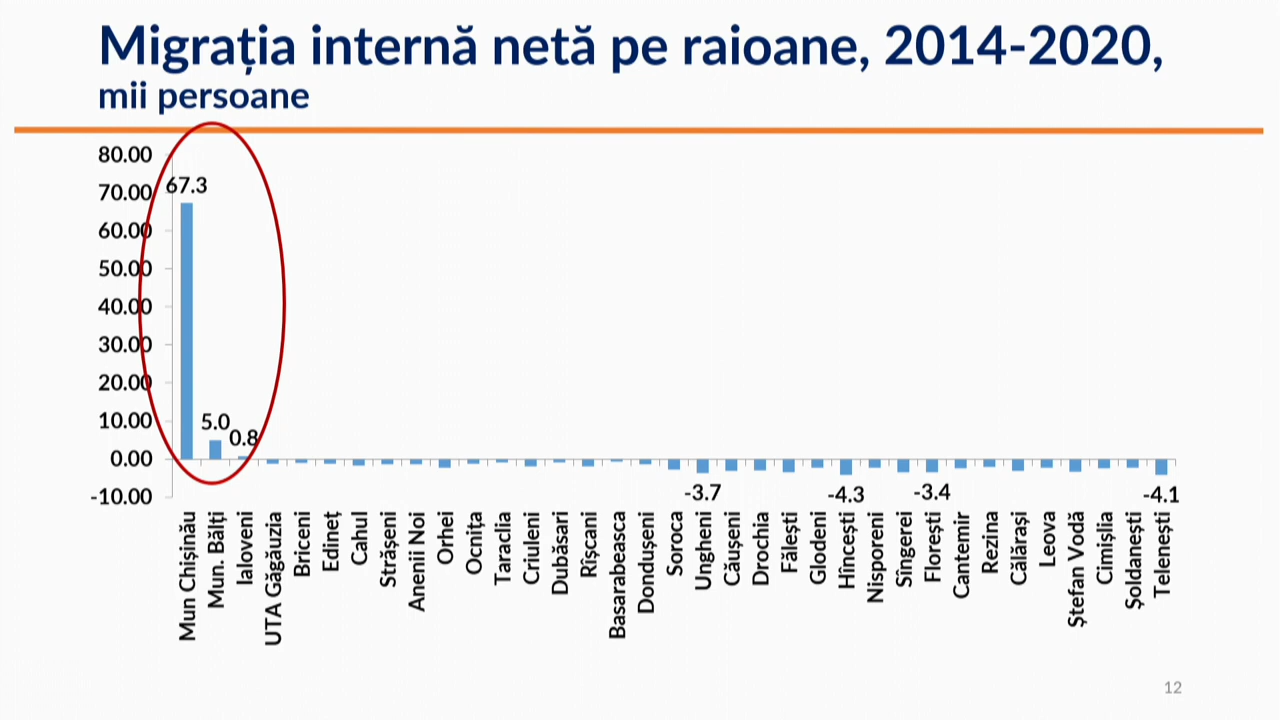 Migrația internă netă pe raioane, 2014-2020,
mii persoane
80.00
70.00
60.00
50.00
40.00
30.00
20.00
10.00
0.00
-10.00
67.3
5.0
0.8
-3.7
-4.3
-3.4
-4.1
Mun Chișinău
Mun. Bălți
Ialoveni
UTA Găgăuzia
Briceni
Edineț
Cahul
Strășeni
Anenii Noi
Orhei
Ocnița
Taraclia
Criuleni
Dubăsari
Rîșcani
Basarabeasca
Dondușeni
Soroca
Ungheni
Căușeni
Drochia
Fălești
Glodeni
Hîncești
Nisporeni
Sîngerei
Florești
Cantemir
Rezina
Călărași
Leova
Ștefan Vodă
Cimișlia
Șoldanești
Telenești
12